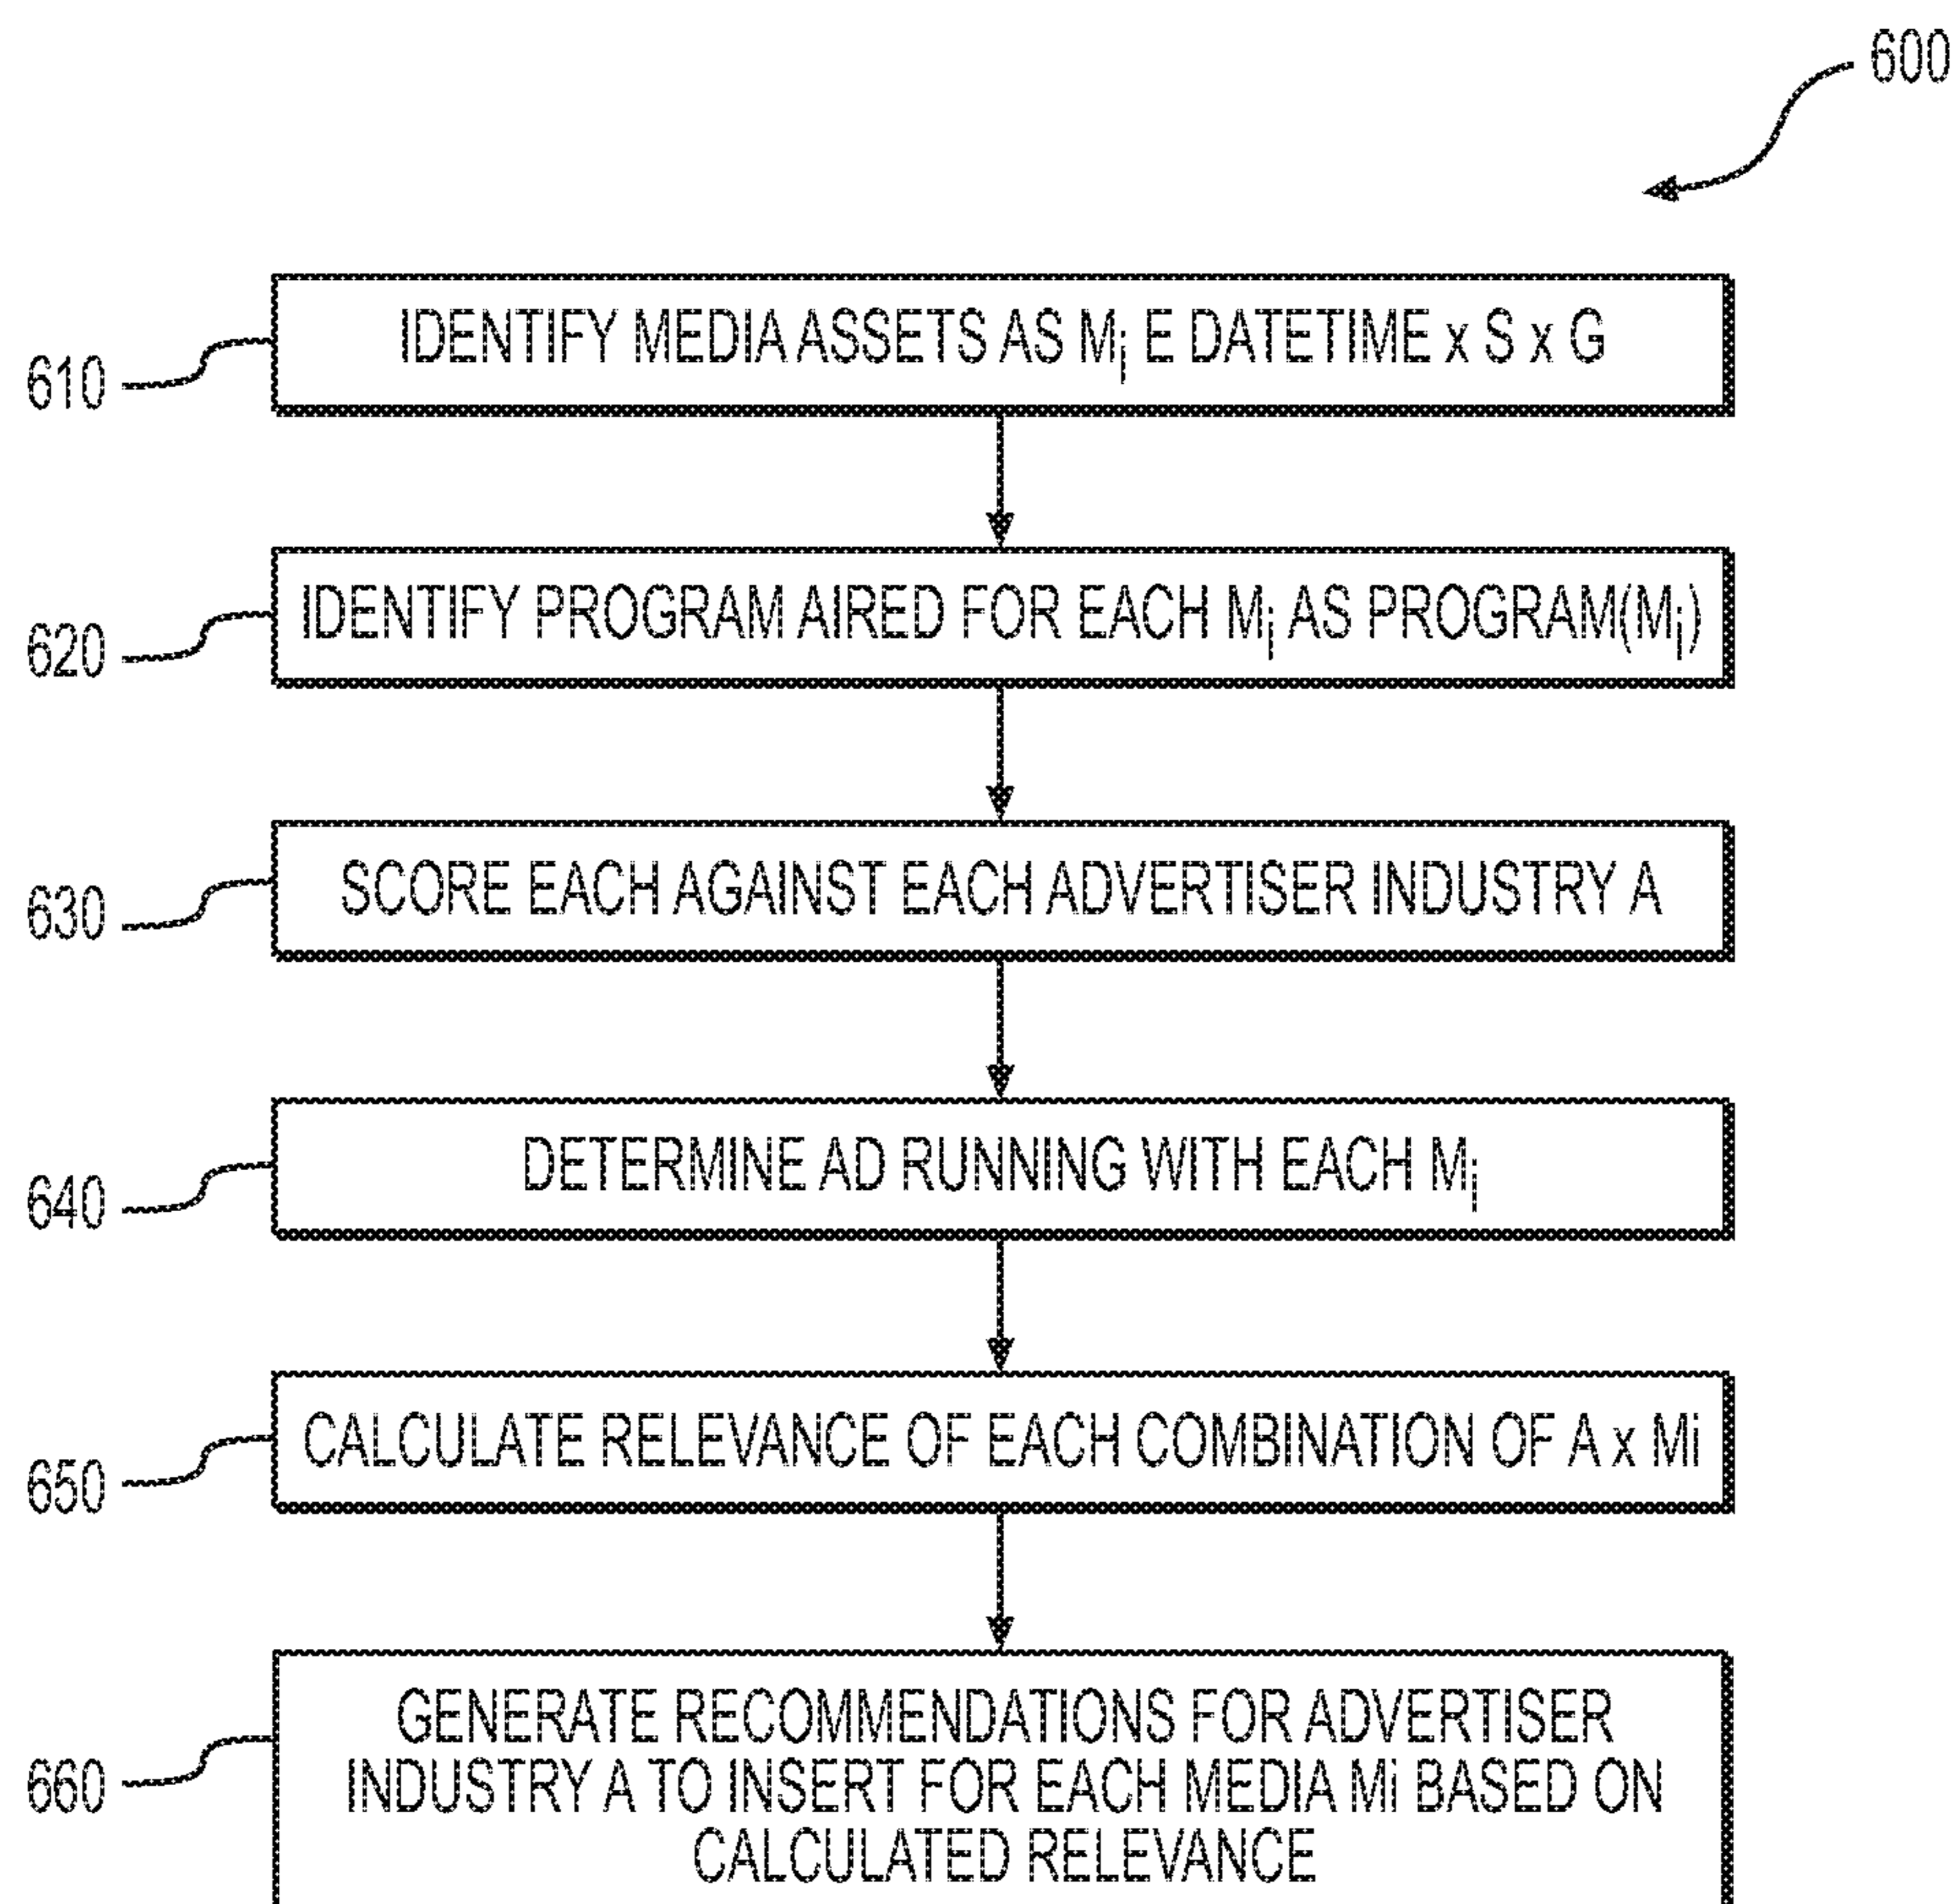 600
610
IDENTIFY MEDIA ASSETS AS Mi E DATETIME x S x G
620
IDENTIFY PROGRAM AIRED FOR EACH Mi AS PROGRAM(Mi)
630
SCORE EACH AGAINST EACH ADVERTISER INDUSTRY A
640
DETERMINE AD RUNNING WITH EACH Mi
650
CALCULATE RELEVANCE OF EACH COMBINATION OF A x Mi
660
GENERATE RECOMMENDATIONS FOR ADVERTISER
INDUSTRY A TO INSERT FOR EACH MEDIA Mi BASED ON
CALCULATED RELEVANCE